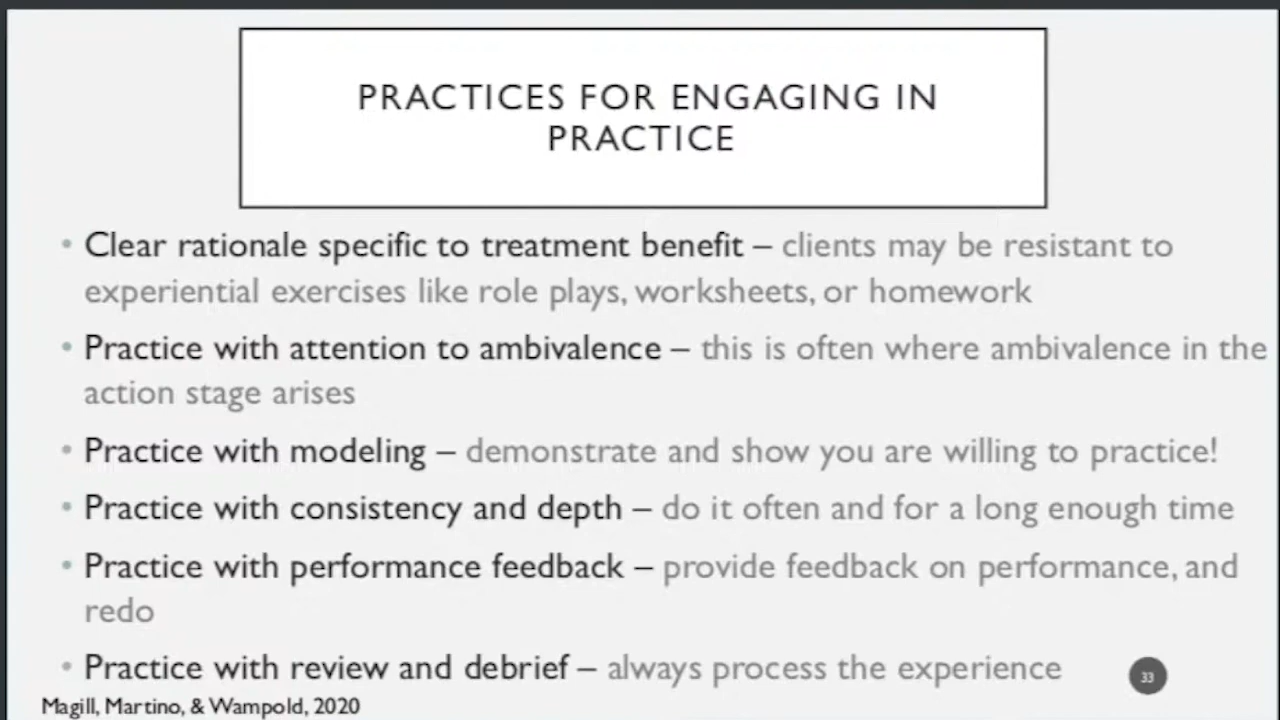 PRACTICES FOR ENGAGING IN
PRACTICE
• Clear rationale specific to treatment benefit – clients may be resistant to
experiential exercises like role plays, worksheets, or homework
• Practice with attention to ambivalence – this is often where ambivalence in the
action stage arises
• Practice with modeling – demonstrate and show you are willing to practice!
• Practice with consistency and depth – do it often and for a long enough time
• Practice with performance feedback – provide feedback on performance, and
redo
• Practice with review and debrief – always process the experience
33
Magill, Martino, & Wampold, 2020